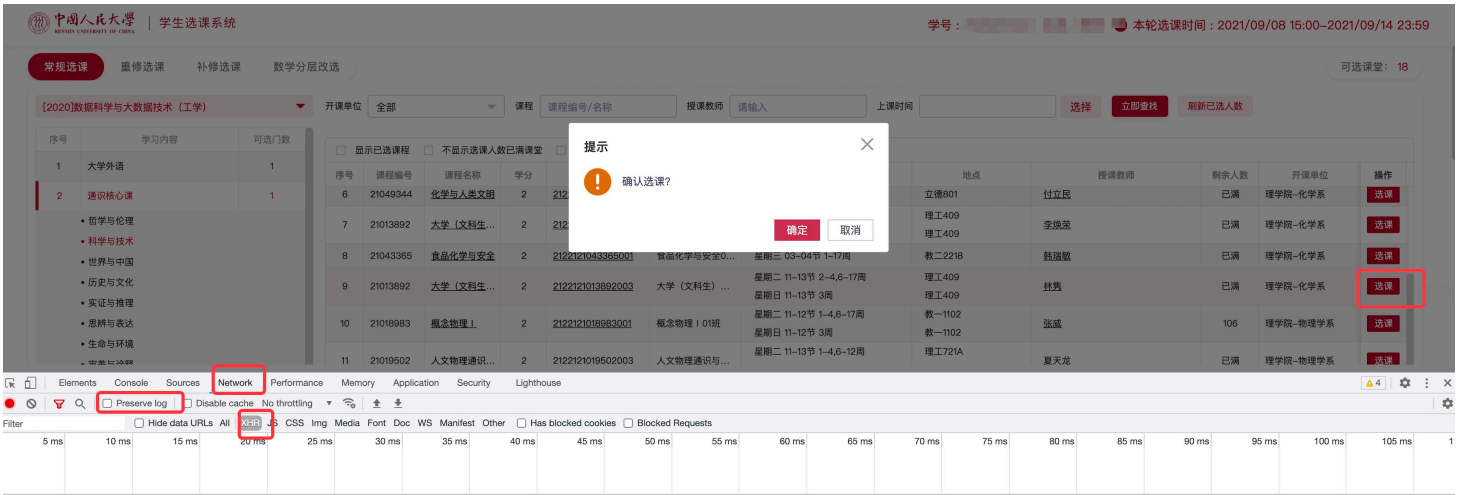 中国人民大学 | 学生选课系统
RENMIN UNIVERSITY OF CHINA
学号： 本轮选课时间：2021/09/08 15:00-2021/09/14 23:59
常规选课 重修选课 补修选课 数学分层改选 可选课堂： 18
[2020]数据科学与大数据技术（工学） 开课单位 全部 课程 课程编号/名称 授课教师 请输入 上课时间 选择 立即查找 刷新已选人数
序号 学习内容 可选门数
1 大学外语 1
2 通识核心课 1
• 哲学与伦理
• 科学与技术
• 世界与中国
• 历史与文化
• 实证与推理
• 思辨与表达
• 生命与环境
显示已选课程 不显示选课人数已满课堂
序号 课程编号 课程名称 学分 地点 授课教师 剩余人数 开课单位 操作
6 21049344 化学与人类文明 2 212 立德801 付立民 已满 理学院-化学系 选课
7 21013892 大学（文科生... 2 212 理工409 李焕荣 已满 理学院-化学系 选课
理工409
8 21043365 食品化学与安全 2 2122121043365001 食品化学与安全0... 星期三 03-04节 1-17周 教二2218 韩瑞敏 已满 理学院-化学系 选课
9 21013892 大学（文科生... 2 2122121013892003 大学（文科生）... 星期二 11-13节 2-4,6-17周 理工409 林隽 已满 理学院-化学系 选课
星期日 11-13节 3周 理工409
10 21018983 概念物理 I 2 2122121018983001 概念物理 I 01班 星期二 11-12节 1-4,6-17周 教一1102 张威 106 理学院-物理学系 选课
星期日 11-12节 3周 教一1102
11 21019502 人文物理通识... 2 2122121019502003 人文物理通识与... 星期二 11-13节 1-4,6-12周 理工721A 夏天龙 已满 理学院-物理学系 选课
提示
确认选课?
确定 取消
Elements Console Sources Network Performance Memory Application Security Lighthouse 4
Preserve log Disable cache No throttling
Filter Hide data URLs All XHR JS CSS Img Media Font Doc WS Manifest Other Has blocked cookies Blocked Requests
5 ms 10 ms 15 ms 20 ms 25 ms 30 ms 35 ms 40 ms 45 ms 50 ms 55 ms 60 ms 65 ms 70 ms 75 ms 80 ms 85 ms 90 ms 95 ms 100 ms 105 ms